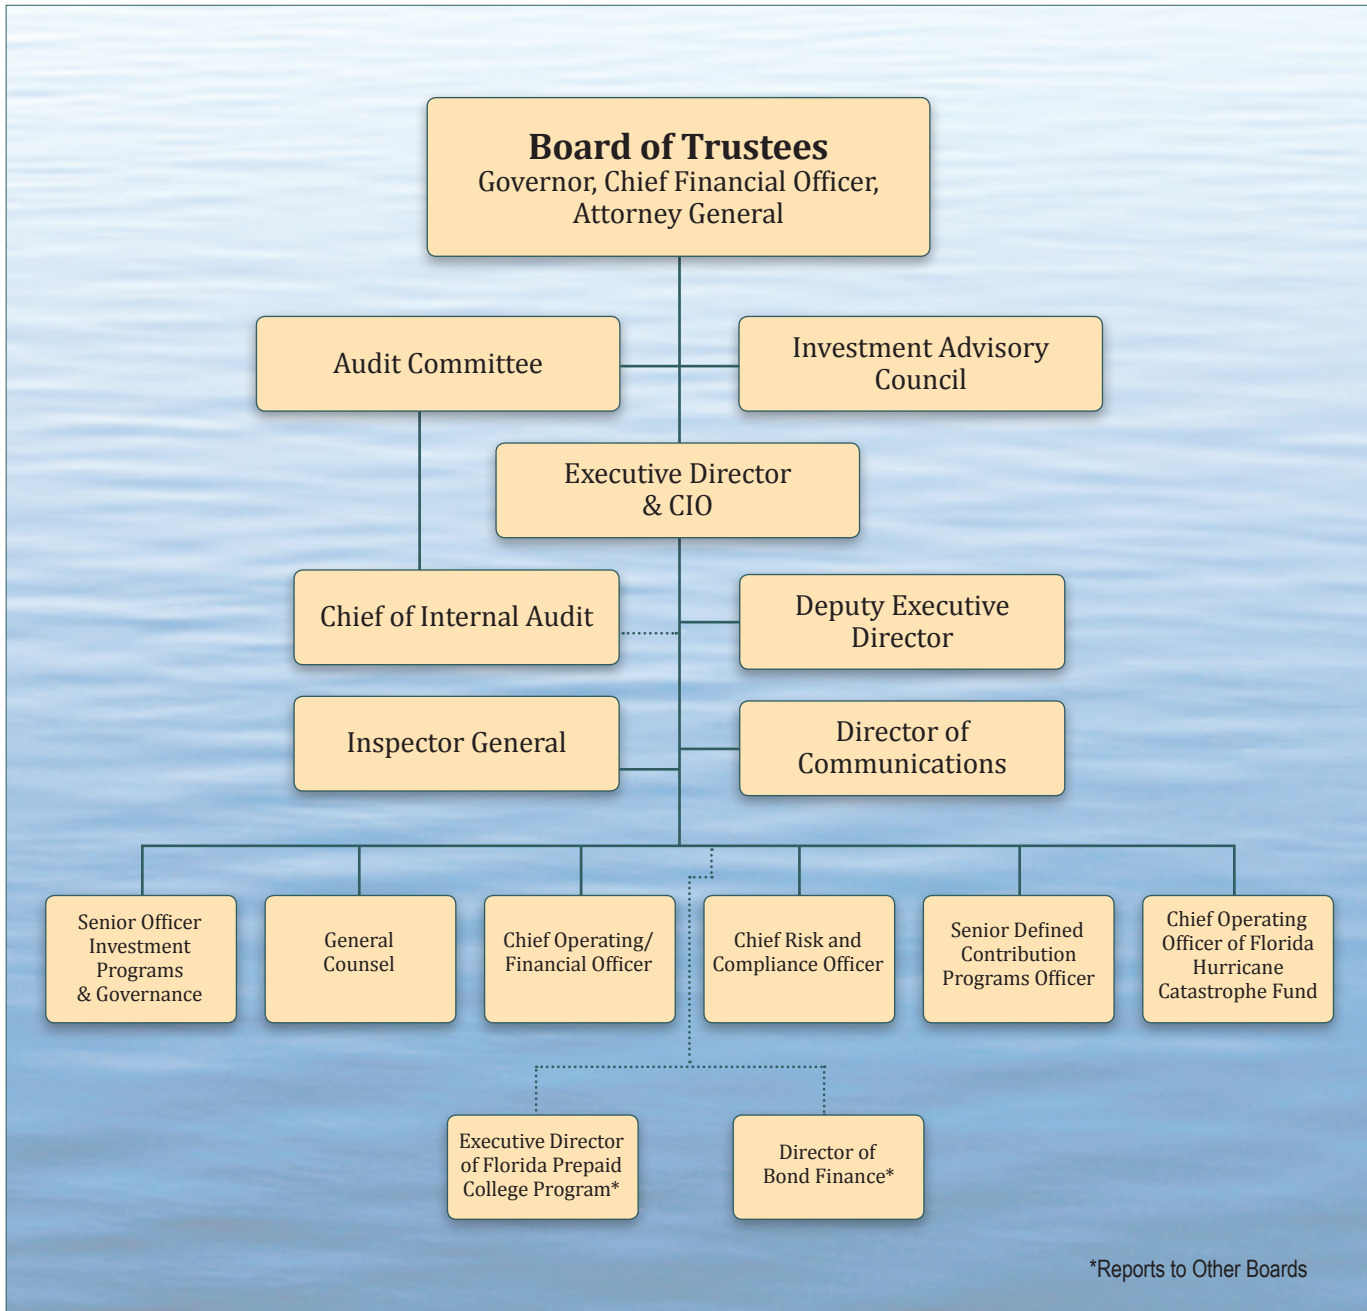 Board of Trustees
Governor, Chief Financial Officer,
Attorney General
Audit Committee
Investment Advisory
Council
Executive Director
& CIO
Chief of Internal Audit
Deputy Executive
Director
Inspector General
Director of
Communications
Senior Officer
Investment
Programs
& Governance
General
Counsel
Chief Operating/
Financial Officer
Chief Risk and
Compliance Officer
Senior Defined
Contribution
Programs Officer
Chief Operating
Officer of Florida
Hurricane
Catastrophe Fund
Executive Director
of Florida Prepaid
College Program*
Director of
Bond Finance*
*Reports to Other Boards